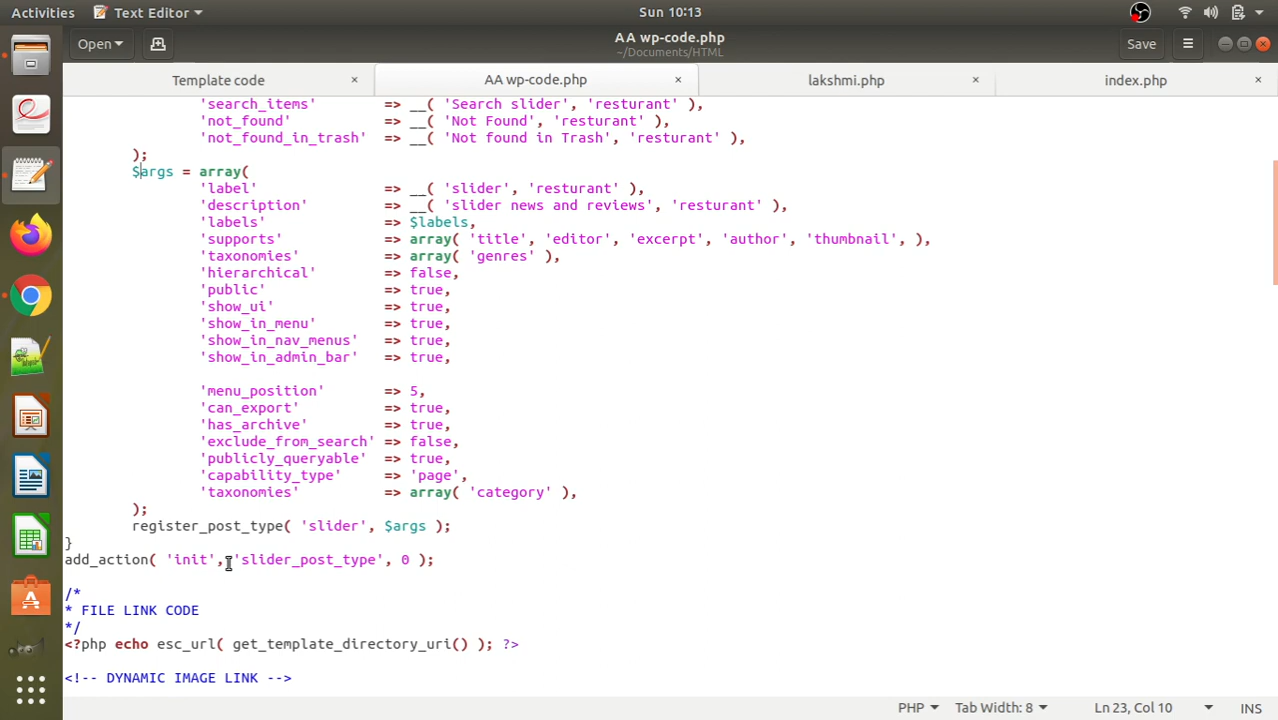 Activities Text Editor Sun 10:13
Open AA wp-code.php Save
~/Documents/HTML
Template code × AA wp-code.php × lakshmi.php × index.php ×
'search_items' => __( 'Search slider', 'resturant' ),
'not_found' => __( 'Not Found', 'resturant' ),
'not_found_in_trash' => __( 'Not found in Trash', 'resturant' ),
);
$args = array(
'label' => __( 'slider', 'resturant' ),
'description' => __( 'slider news and reviews', 'resturant' ),
'labels' => $labels,
'supports' => array( 'title', 'editor', 'excerpt', 'author', 'thumbnail', ),
'taxonomies' => array( 'genres' ),
'hierarchical' => false,
'public' => true,
'show_ui' => true,
'show_in_menu' => true,
'show_in_nav_menus' => true,
'show_in_admin_bar' => true,
'menu_position' => 5,
'can_export' => true,
'has_archive' => true,
'exclude_from_search' => false,
'publicly_queryable' => true,
'capability_type' => 'page',
'taxonomies' => array( 'category' ),
);
register_post_type( 'slider', $args );
}
add_action( 'init', 'slider_post_type', 0 );
/*
* FILE LINK CODE
*/
<?php echo esc_url( get_template_directory_uri() ); ?>
<!-- DYNAMIC IMAGE LINK -->
PHP Tab Width: 8 Ln 23, Col 10 INS